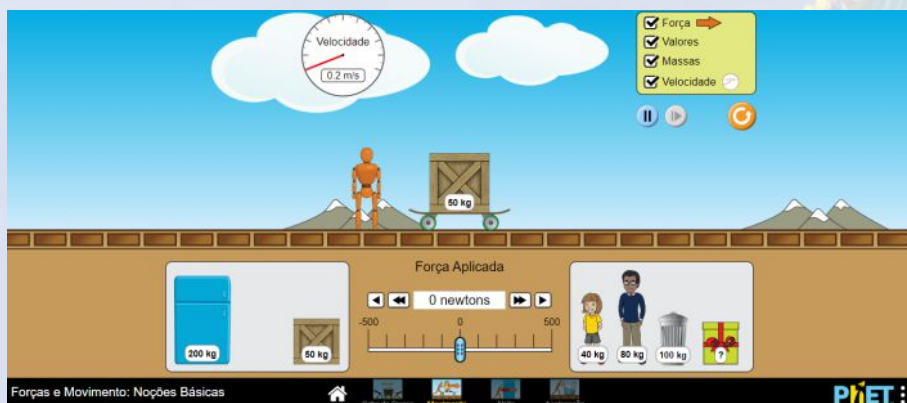 Velocidade
0.2 m/s
Força
Valores
Massas
Velocidade
50 kg
Força Aplicada
0 newtons
-500 0 500
200 kg
50 kg
40 kg
80 kg
100 kg
?
Forças e Movimento: Noções Básicas
Movimento
PhET